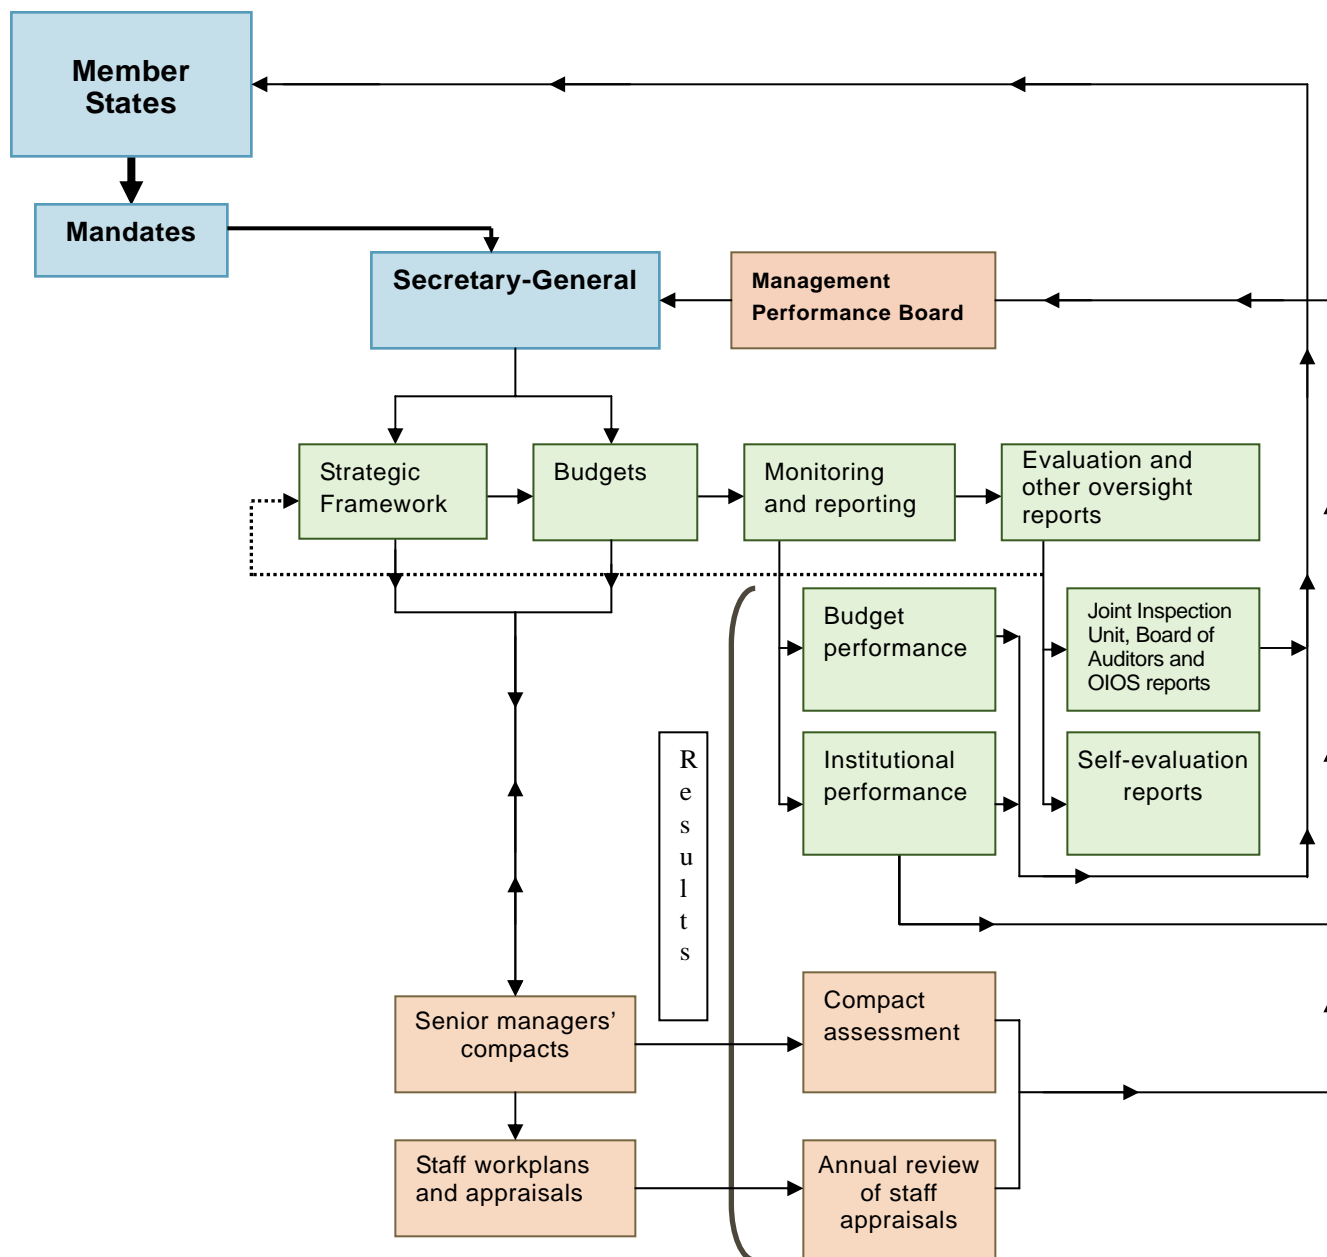 Member
States
Mandates
Secretary-General
Management
Performance Board
Strategic
Framework
Budgets
Monitoring
and reporting
Evaluation and
other oversight
reports
Budget
performance
Joint Inspection
Unit, Board of
Auditors and
OIOS reports
Results
Institutional
performance
Self-evaluation
reports
Senior managers’
compacts
Compact
assessment
Staff workplans
and appraisals
Annual review
of staff
appraisals